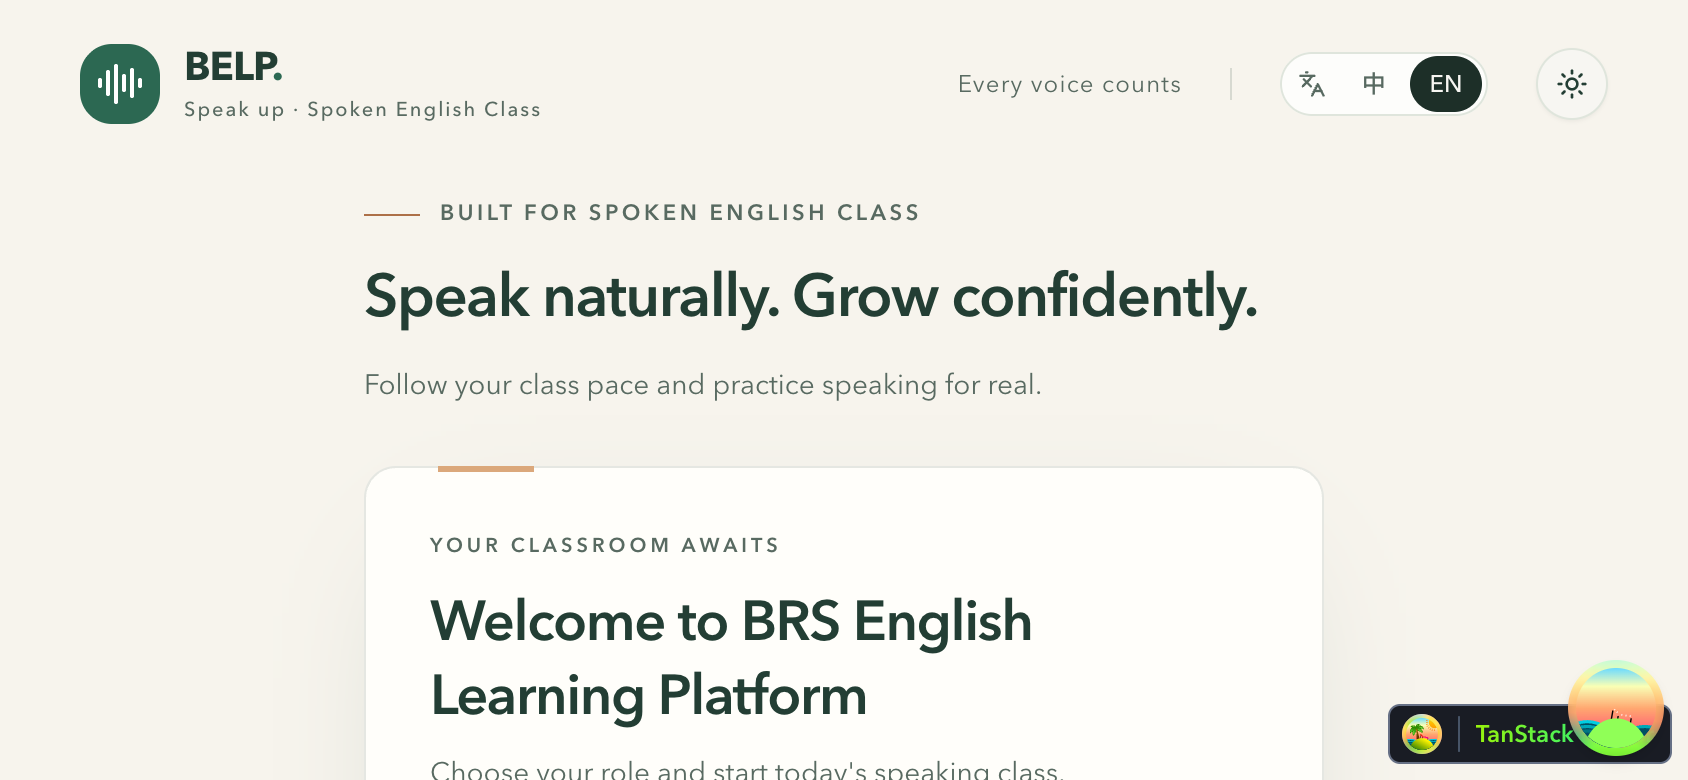 BELP.
Speak up · Spoken English Class
Every voice counts
中
EN
BUILT FOR SPOKEN ENGLISH CLASS
Speak naturally. Grow confidently.
Follow your class pace and practice speaking for real.
YOUR CLASSROOM AWAITS
Welcome to BRS English
Learning Platform
Choose your role and start today's speaking class.
TanStack